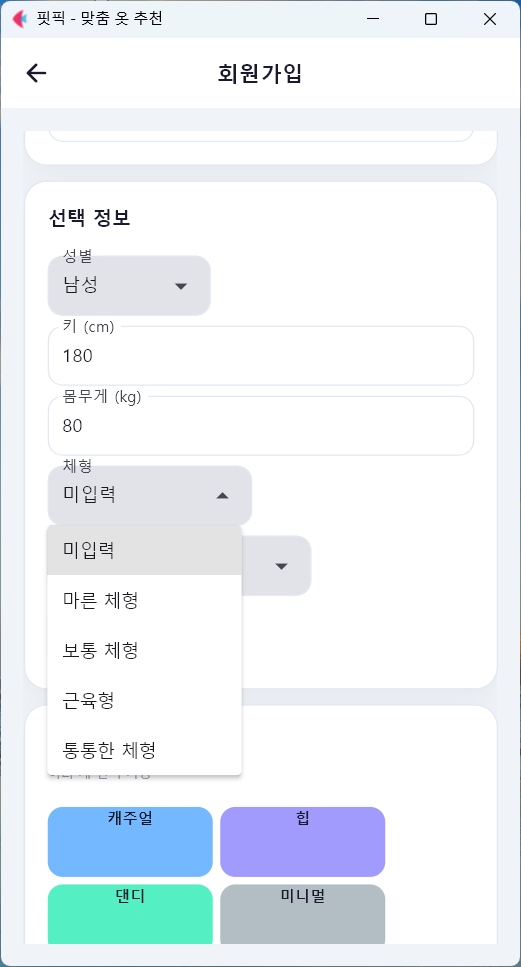 핏픽 - 맞춤 옷 추천
회원가입
선택 정보
성별
남성
키 (cm)
180
몸무게 (kg)
80
체형
미입력
미입력
마른 체형
보통 체형
근육형
통통한 체형
캐주얼
힙
댄디
미니멀